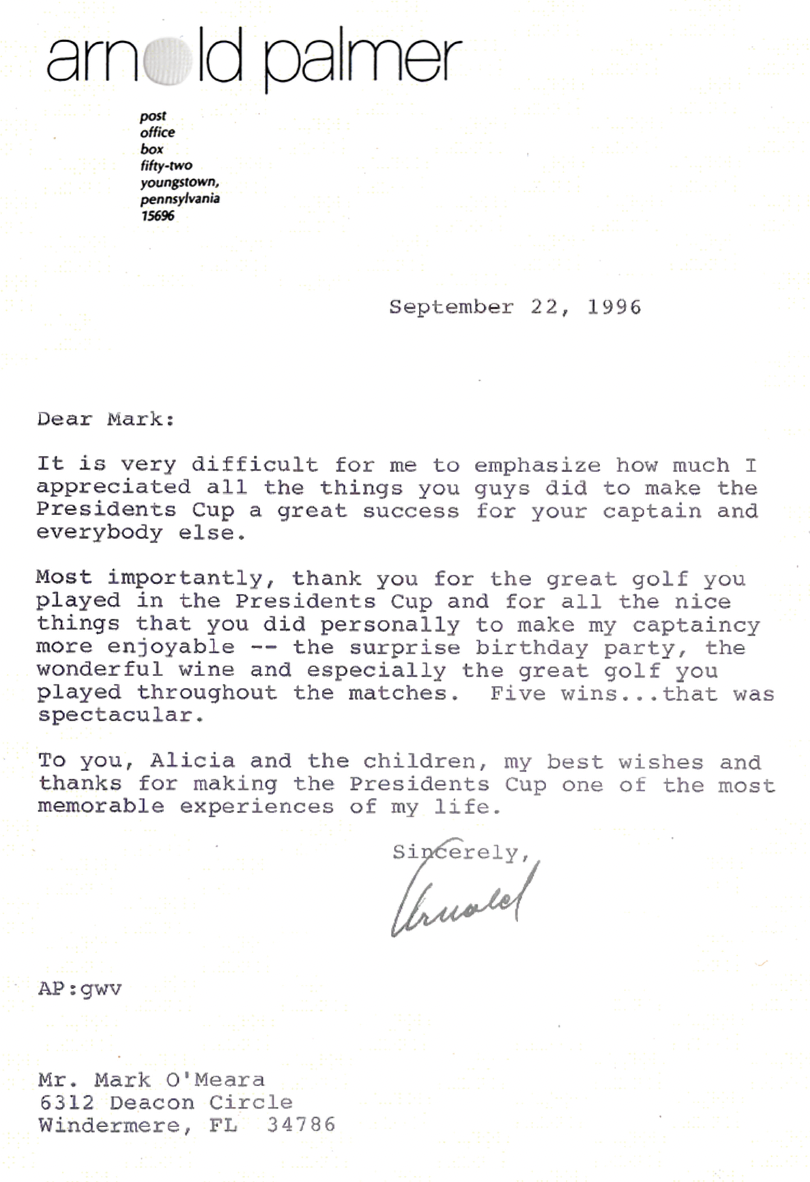 arnold palmer
post
office
box
fifty-two
youngstown,
pennsylvania
15696
September 22, 1996
Dear Mark:
It is very difficult for me to emphasize how much I
appreciated all the things you guys did to make the
Presidents Cup a great success for your captain and
everybody else.
Most importantly, thank you for the great golf you
played in the Presidents Cup and for all the nice
things that you did personally to make my captaincy
more enjoyable -- the surprise birthday party, the
wonderful wine and especially the great golf you
played throughout the matches.  Five wins...that was
spectacular.
To you, Alicia and the children, my best wishes and
thanks for making the Presidents Cup one of the most
memorable experiences of my life.
Sincerely,
Arnold
AP:gwv
Mr. Mark O'Meara
6312 Deacon Circle
Windermere, FL  34786